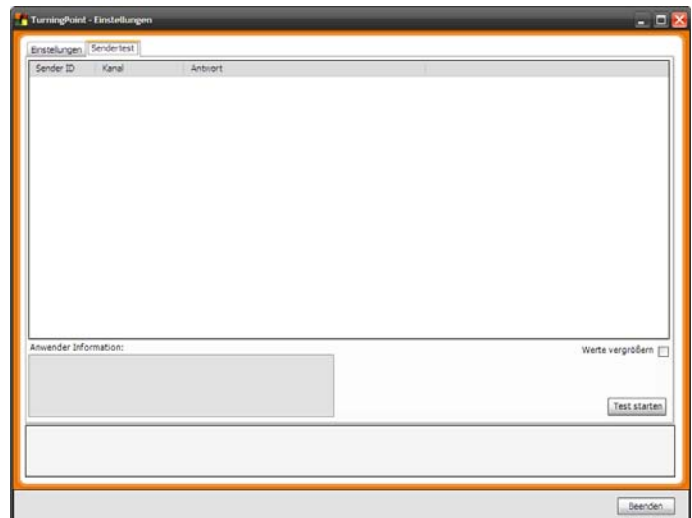 TurningPoint - Einstellungen
Einstellungen Sendertest
Sender ID Kanal Antwort
Anwender Information:
Werte vergrößern
Test starten
Beenden